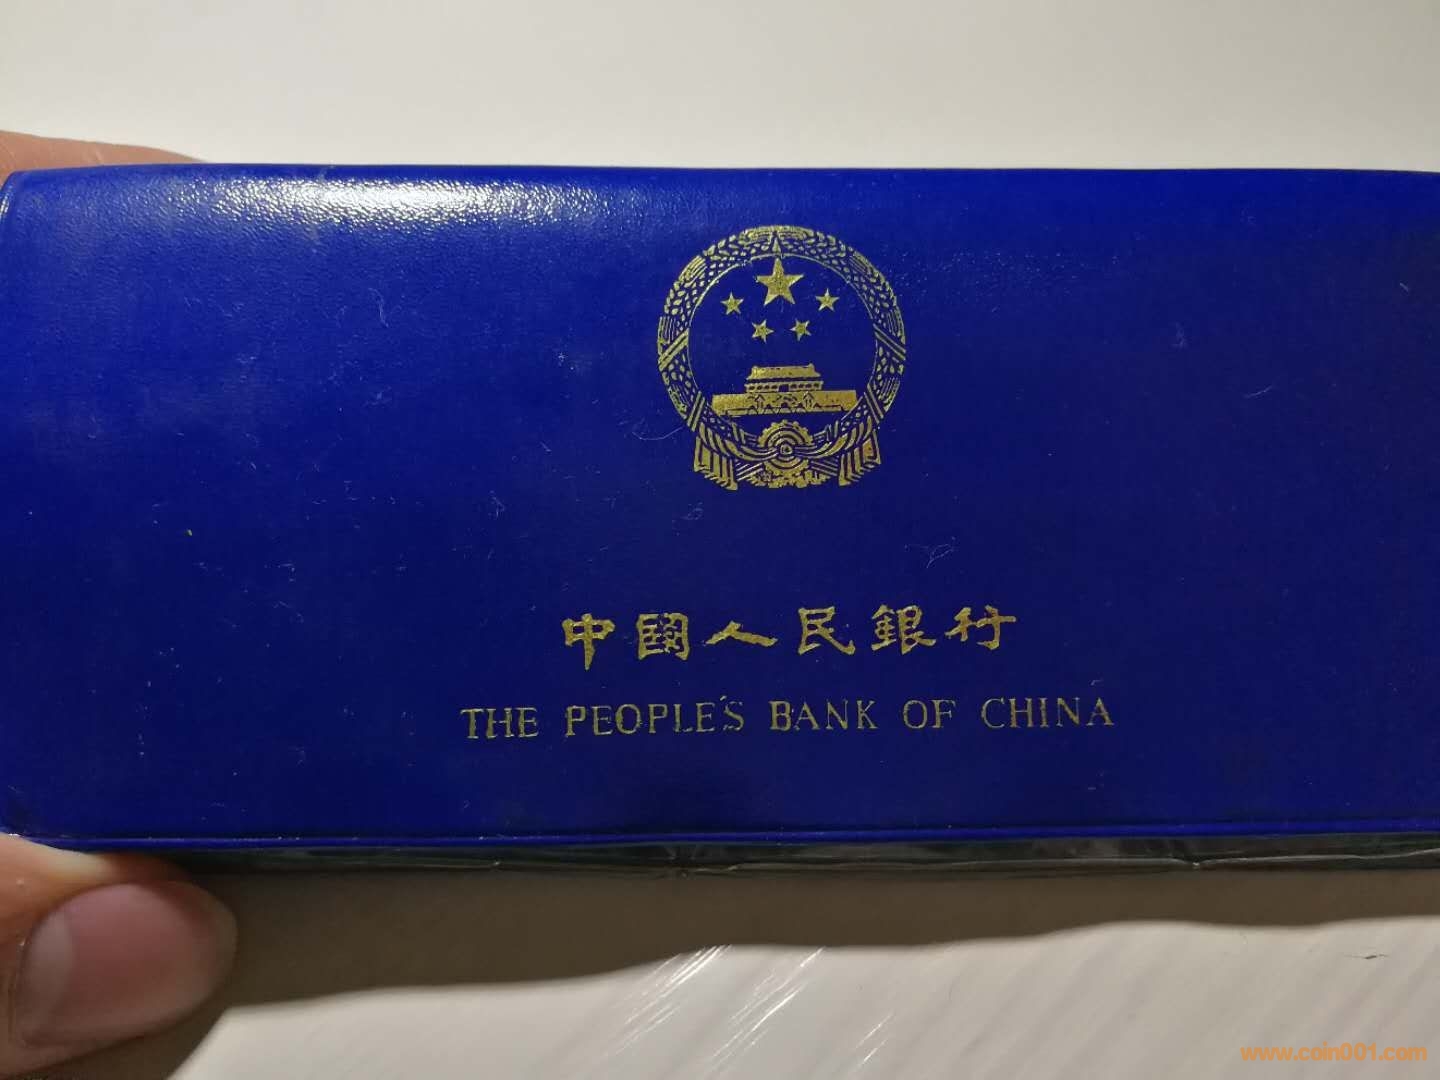 中國人民銀行
THE PEOPLE'S BANK OF CHINA
www.coin001.com